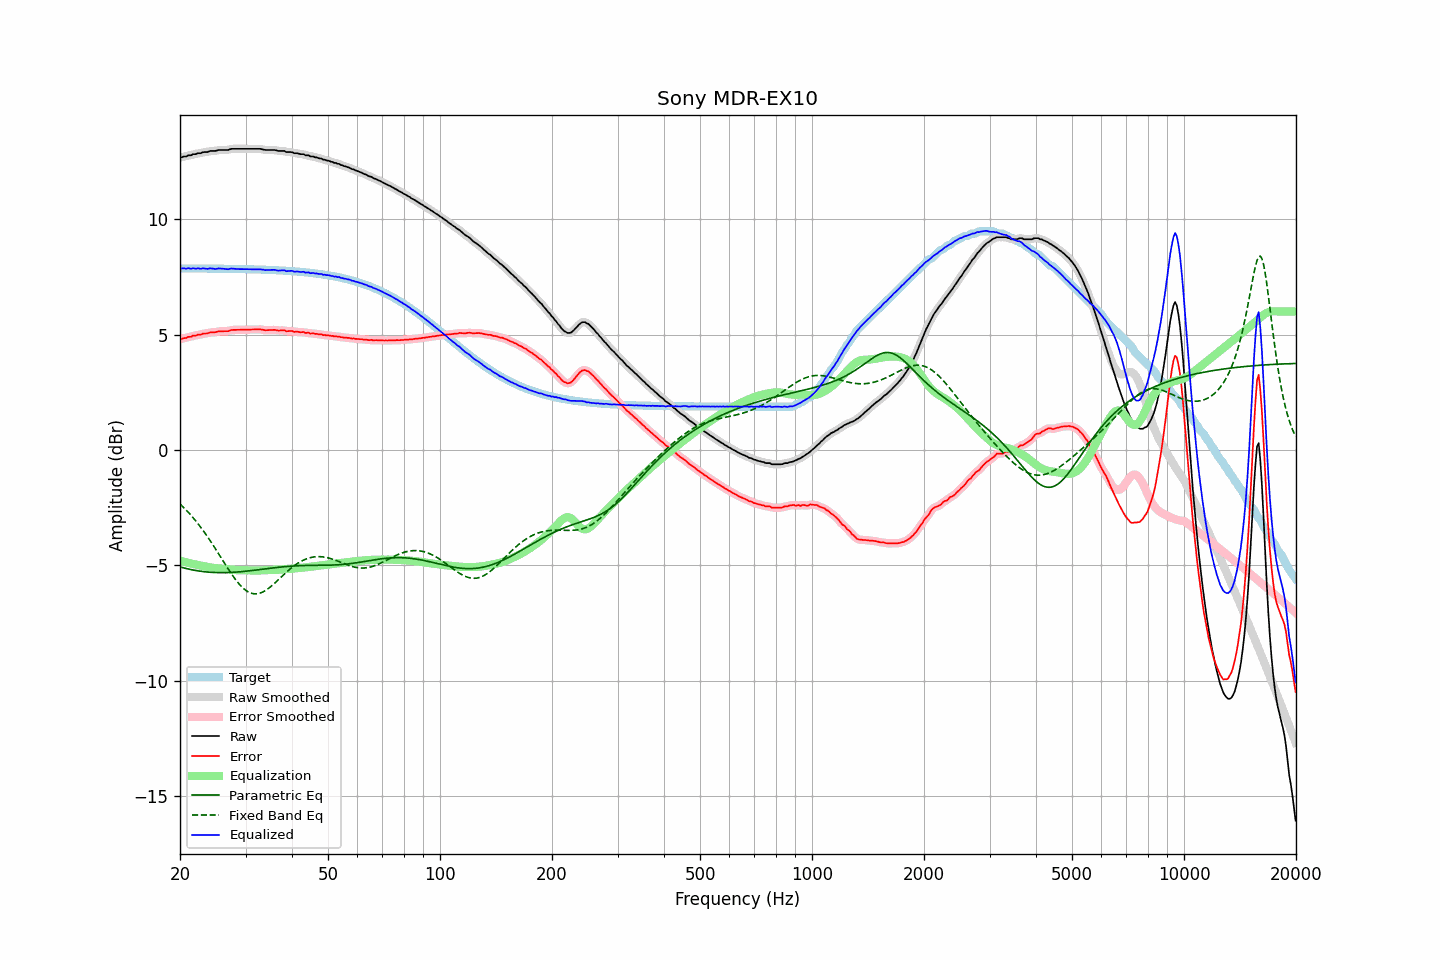 Sony MDR-EX10
Amplitude (dBr)
10
5
0
−5
−10
−15
Target
Raw Smoothed
Error Smoothed
Raw
Error
Equalization
Parametric Eq
Fixed Band Eq
Equalized
20 50 100 200 500 1000 2000 5000 10000 20000
Frequency (Hz)